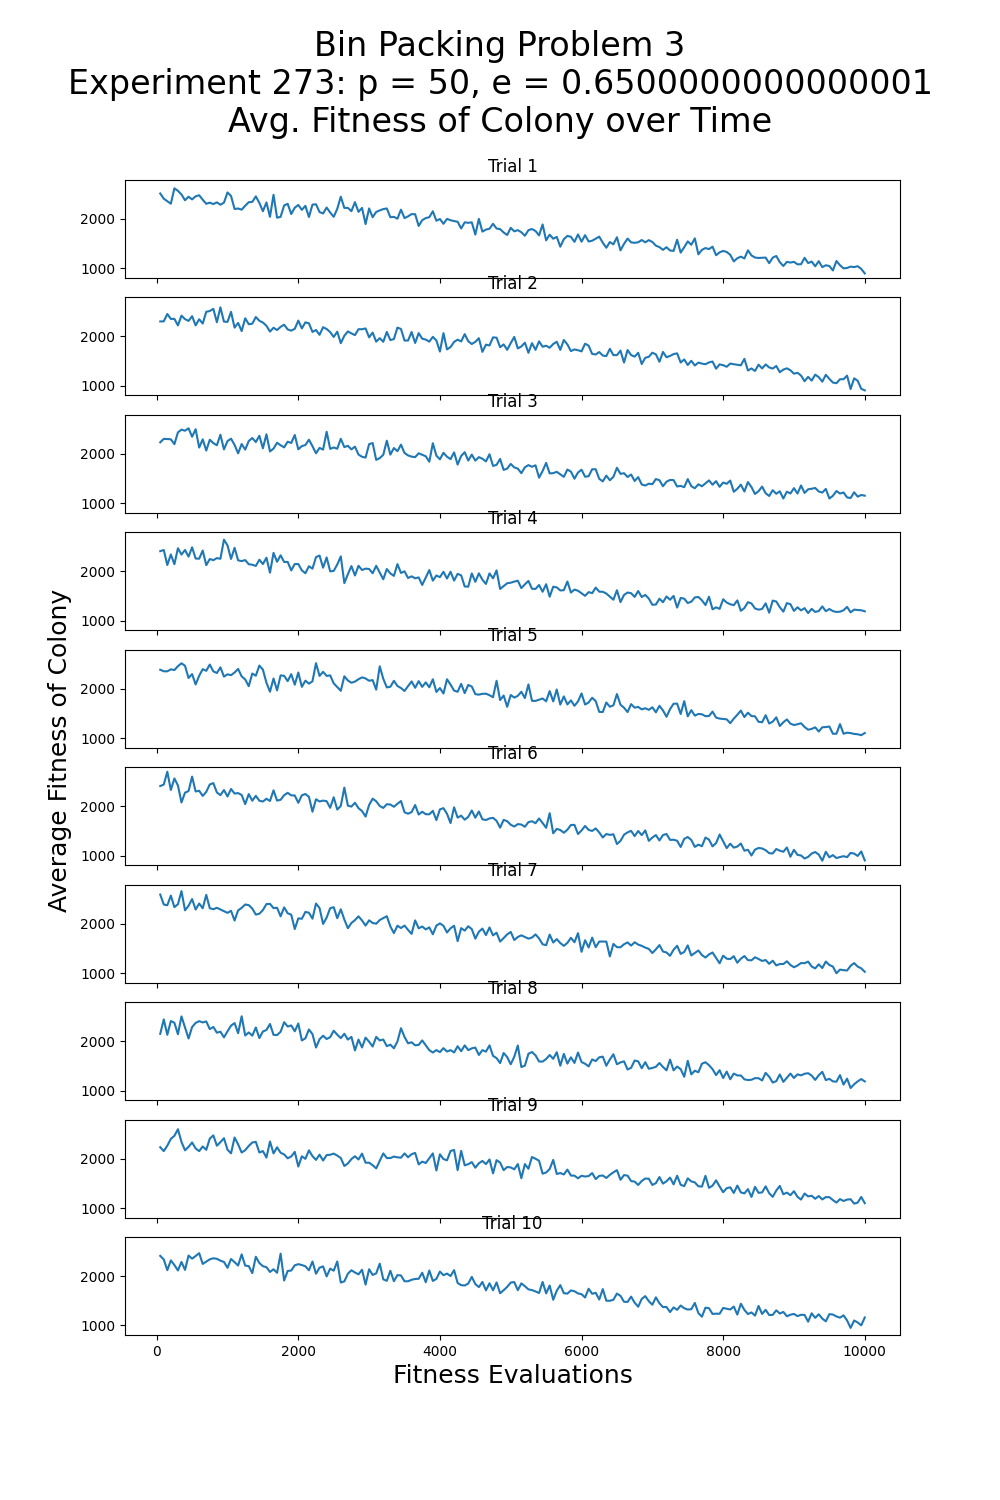 Bin Packing Problem 3
Experiment 273: p = 50, e = 0.6500000000000001
Avg. Fitness of Colony over Time
Trial 1
2000
1000
Trial 2
2000
1000
Trial 3
2000
1000
Trial 4
2000
1000
Trial 5
2000
1000
Trial 6
2000
1000
Trial 7
2000
1000
Trial 8
2000
1000
Trial 9
2000
1000
Trial 10
2000
1000
0 2000 4000 6000 8000 10000
Fitness Evaluations
Average Fitness of Colony